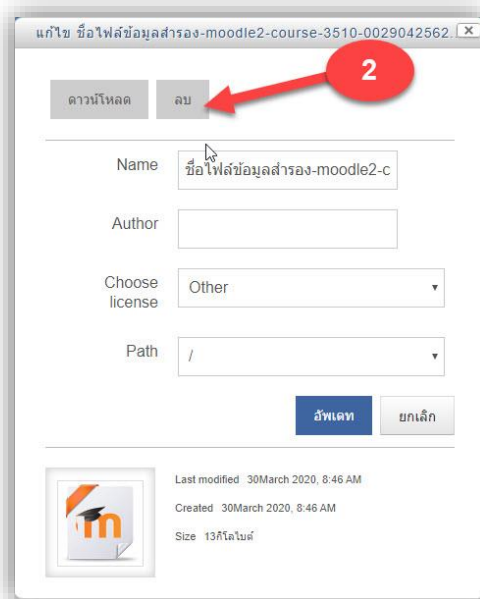 แก้ไข ชื่อไฟล์ข้อมูลสำรอง-moodle2-course-3510-0029042562. x
2
ดาวน์โหลด ลบ
Name ชื่อไฟล์ข้อมูลสำรอง-moodle2-c
Author
Choose license Other
Path /
อัพเดท ยกเลิก
Last modified 30March 2020, 8:46 AM
Created 30March 2020, 8:46 AM
Size 13กิโลไบต์
m